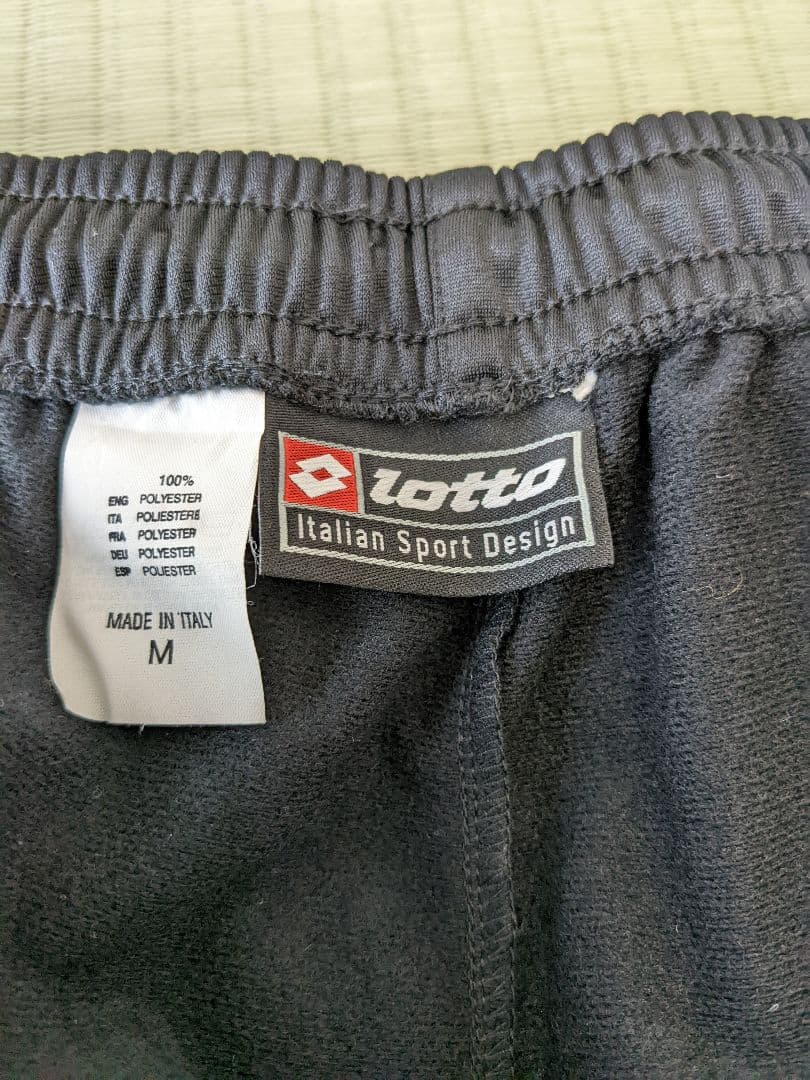 100%
ENG POLYESTER
ITA POLIESTERE
FRA POLYESTER
DEU POLYESTER
ESP POLIESTER
MADE IN ITALY
M
lotto
Italian Sport Design